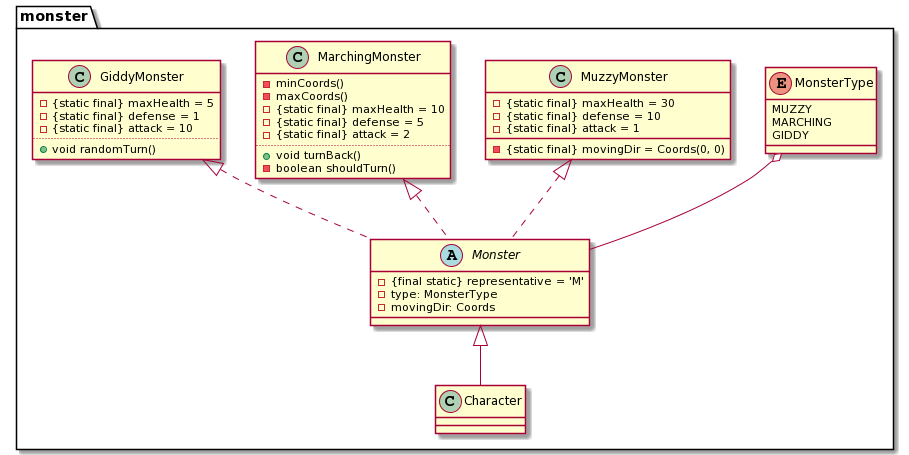 monster
C GiddyMonster
{static final} maxHealth = 5
{static final} defense = 1
{static final} attack = 10
void randomTurn()
C MarchingMonster
minCoords()
maxCoords()
{static final} maxHealth = 10
{static final} defense = 5
{static final} attack = 2
void turnBack()
boolean shouldTurn()
C MuzzyMonster
{static final} maxHealth = 30
{static final} defense = 10
{static final} attack = 1
{static final} movingDir = Coords(0, 0)
E MonsterType
MUZZY
MARCHING
GIDDY
A Monster
{final static} representative = 'M'
type: MonsterType
movingDir: Coords
C Character